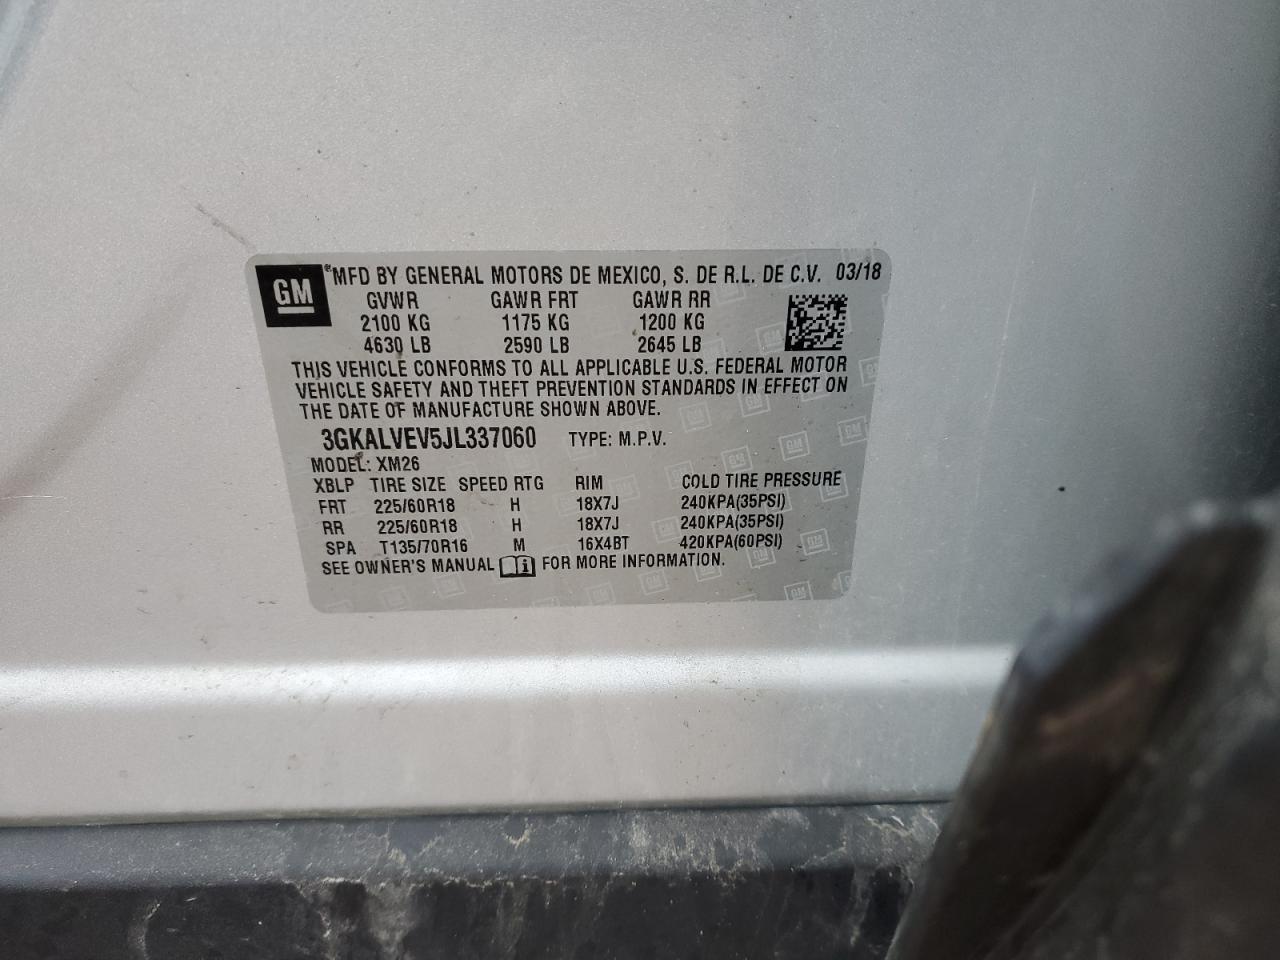 GM ® MFD BY GENERAL MOTORS DE MEXICO, S. DE R.L. DE C.V. 03/18
GVWR GAWR FRT GAWR RR
2100 KG 1175 KG 1200 KG
4630 LB 2590 LB 2645 LB
THIS VEHICLE CONFORMS TO ALL APPLICABLE U.S. FEDERAL MOTOR
VEHICLE SAFETY AND THEFT PREVENTION STANDARDS IN EFFECT ON
THE DATE OF MANUFACTURE SHOWN ABOVE.
3GKALVEV5JL337060 TYPE: M.P.V.
MODEL: XM26
XBLP TIRE SIZE SPEED RTG RIM COLD TIRE PRESSURE
FRT 225/60R18 H 18X7J 240KPA(35PSI)
RR 225/60R18 H 18X7J 240KPA(35PSI)
SPA T135/70R16 M 16X4BT 420KPA(60PSI)
SEE OWNER'S MANUAL FOR MORE INFORMATION.